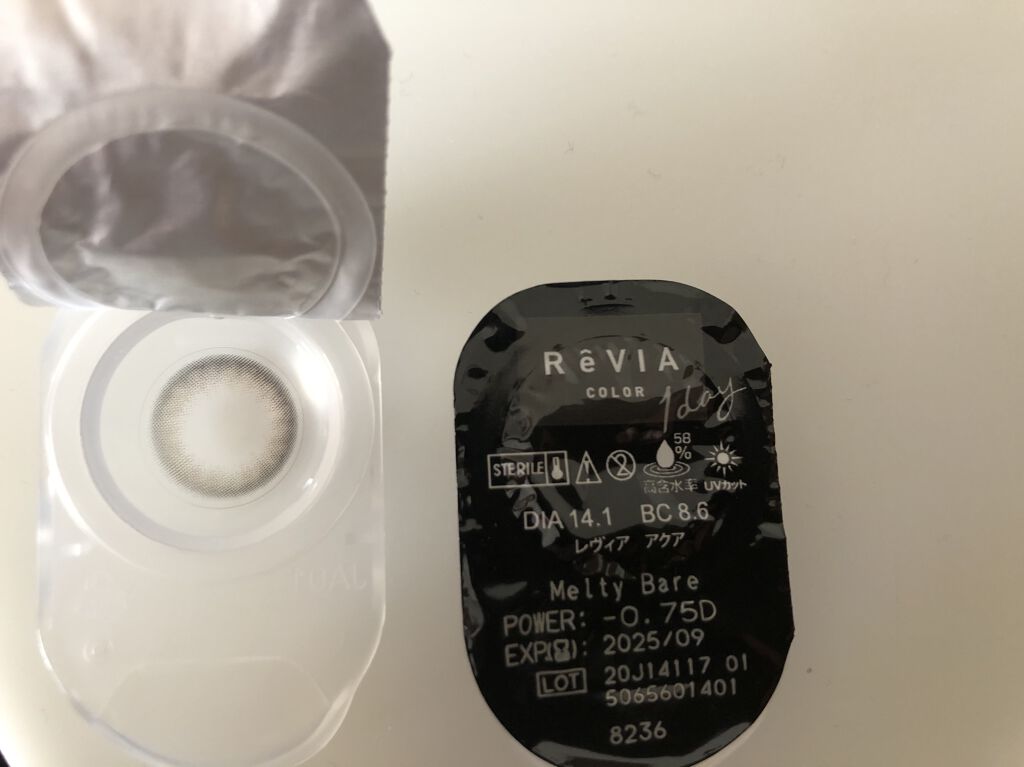 RêVIA
COLOR 1day
STERILE 58%
高含水率 UVカット
DIA 14.1 BC 8.6
レヴィア アクア
Melty Bare
POWER: -0.75D
EXP(): 2025/09
LOT 20J14117 01
5065601401
8236